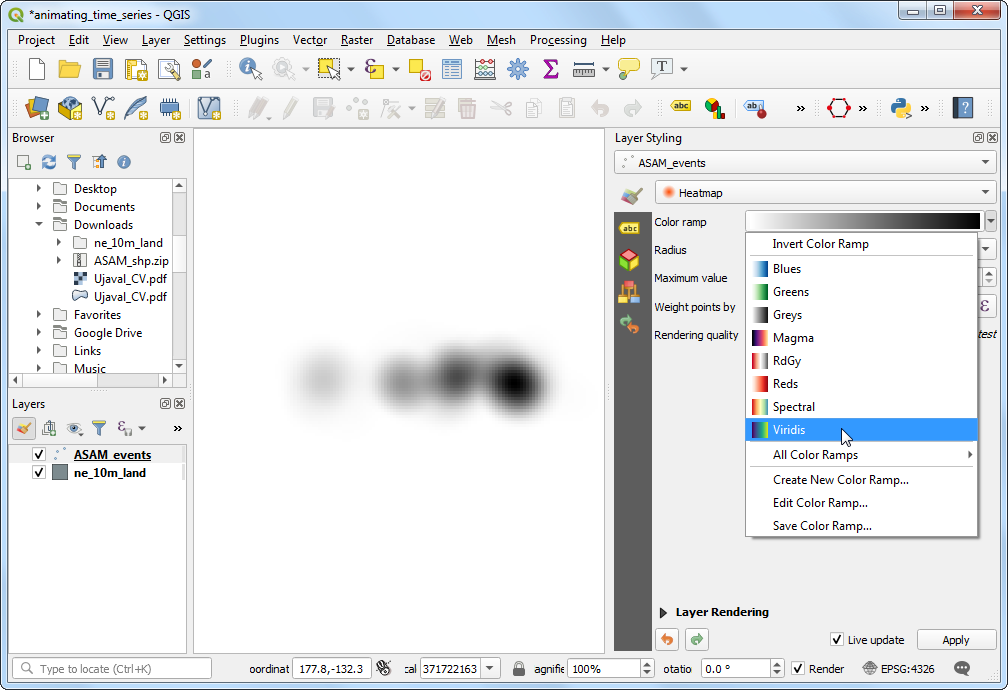 *animating_time_series - QGIS
Project Edit View Layer Settings Plugins Vector Raster Database Web Mesh Processing Help
Browser
Desktop
Documents
Downloads
ne_10m_land
ASAM_shp.zip
Ujaval_CV.pdf
Ujaval_CV.pdf
Favorites
Google Drive
Links
Music
Layers
ASAM_events
ne_10m_land
Layer Styling
ASAM_events
Heatmap
Color ramp
Radius
Maximum value
Weight points by
Rendering quality
test
Invert Color Ramp
Blues
Greens
Greys
Magma
RdGy
Reds
Spectral
Viridis
All Color Ramps
Create New Color Ramp...
Edit Color Ramp...
Save Color Ramp...
Layer Rendering
Live update
Apply
Type to locate (Ctrl+K)
oordinat 177.8,-132.3 cal 371722163 agnifie 100% otatio 0.0 ° Render EPSG:4326